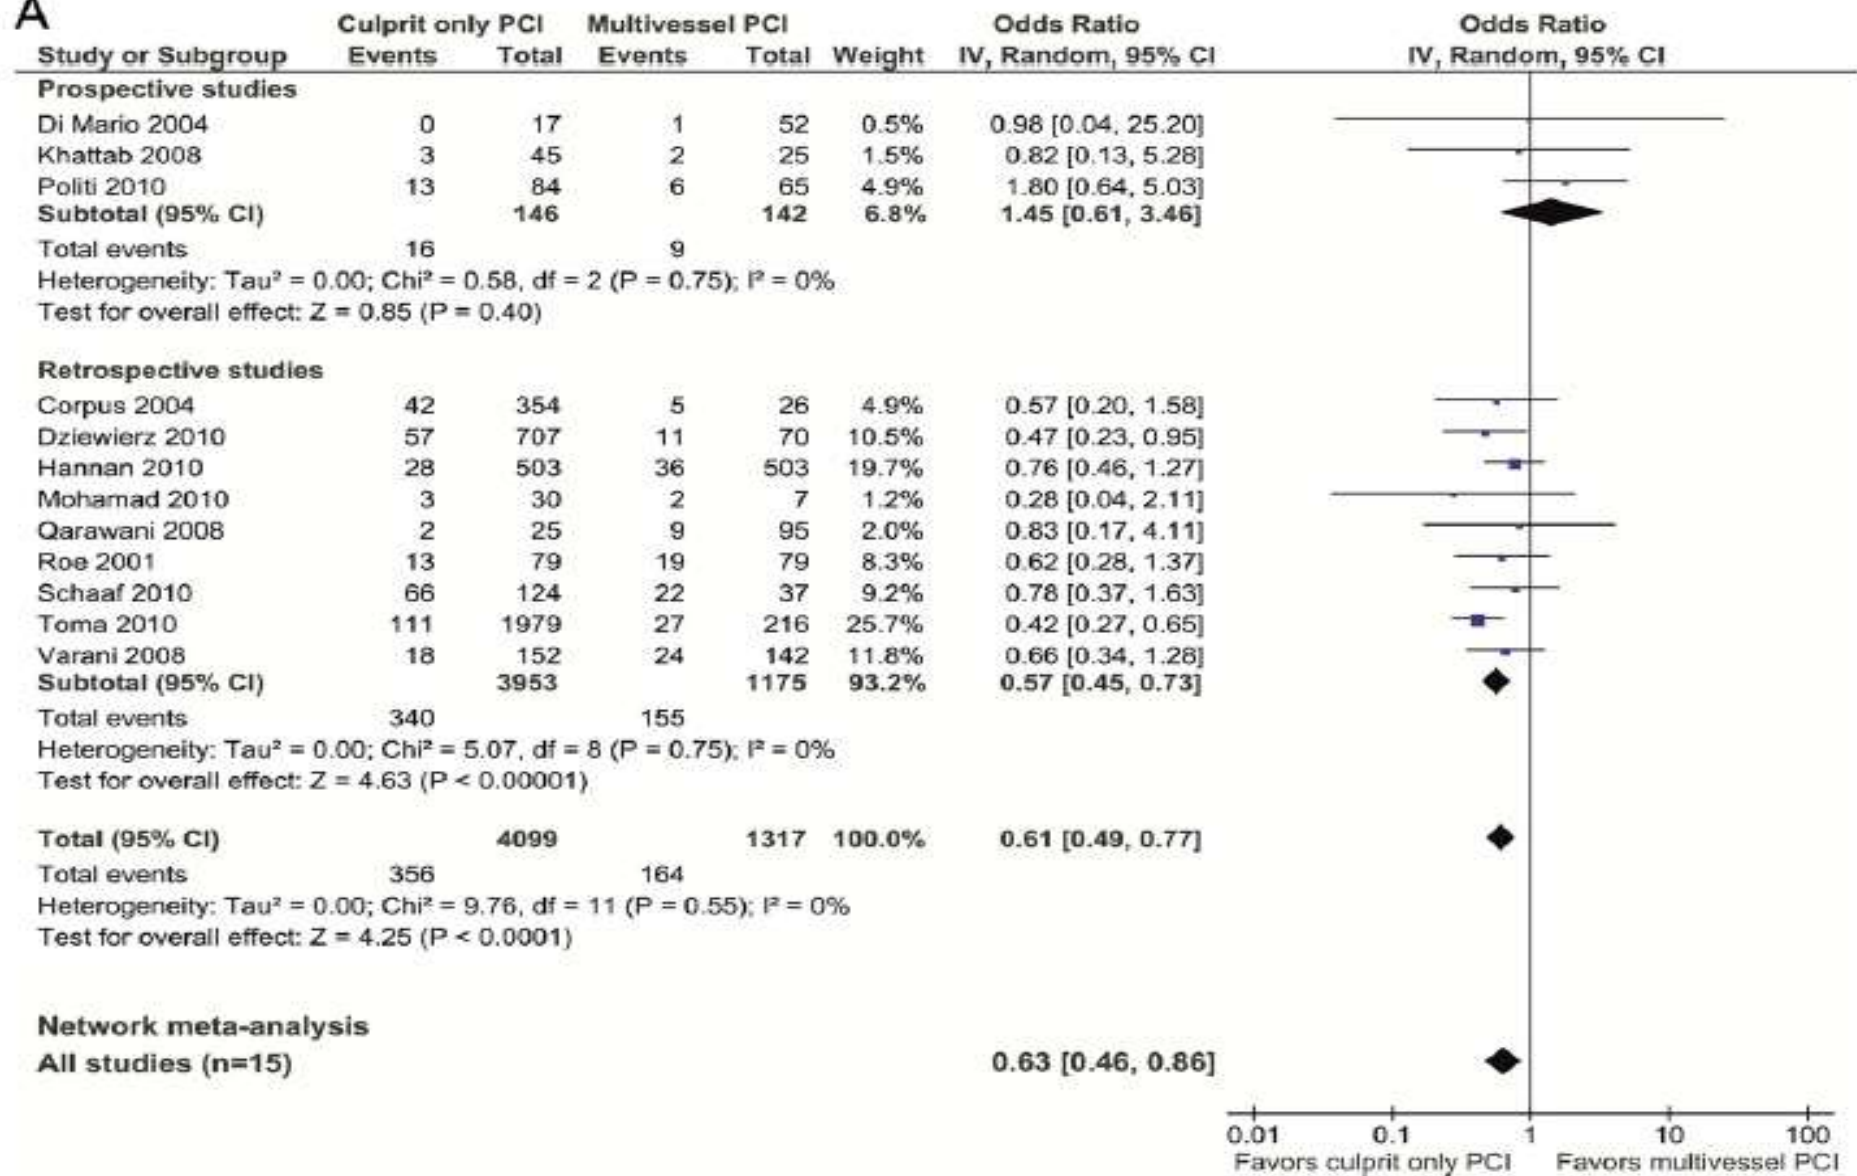 A
Culprit only PCI Multivessel PCI Odds Ratio Odds Ratio
Study or Subgroup Events Total Events Total Weight IV, Random, 95% CI IV, Random, 95% CI
Prospective studies
Di Mario 2004 0 17 1 52 0.5% 0.98 [0.04, 25.20]
Khattab 2008 3 45 2 25 1.5% 0.82 [0.13, 5.28]
Politi 2010 13 84 6 65 4.9% 1.80 [0.64, 5.03]
Subtotal (95% CI) 146 142 6.8% 1.45 [0.61, 3.46]
Total events 16 9
Heterogeneity: Tau² = 0.00; Chi² = 0.58, df = 2 (P = 0.75); I² = 0%
Test for overall effect: Z = 0.85 (P = 0.40)
Retrospective studies
Corpus 2004 42 354 5 26 4.9% 0.57 [0.20, 1.58]
Dziewierz 2010 57 707 11 70 10.5% 0.47 [0.23, 0.95]
Hannan 2010 28 503 36 503 19.7% 0.76 [0.46, 1.27]
Mohamad 2010 3 30 2 7 1.2% 0.28 [0.04, 2.11]
Qarawani 2008 2 25 9 95 2.0% 0.83 [0.17, 4.11]
Roe 2001 13 79 19 79 8.3% 0.62 [0.28, 1.37]
Schaaf 2010 66 124 22 37 9.2% 0.78 [0.37, 1.63]
Toma 2010 111 1979 27 216 25.7% 0.42 [0.27, 0.65]
Varani 2008 18 152 24 142 11.8% 0.66 [0.34, 1.28]
Subtotal (95% CI) 3953 1175 93.2% 0.57 [0.45, 0.73]
Total events 340 155
Heterogeneity: Tau² = 0.00; Chi² = 5.07, df = 8 (P = 0.75); I² = 0%
Test for overall effect: Z = 4.63 (P < 0.00001)
Total (95% CI) 4099 1317 100.0% 0.61 [0.49, 0.77]
Total events 356 164
Heterogeneity: Tau² = 0.00; Chi² = 9.76, df = 11 (P = 0.55); I² = 0%
Test for overall effect: Z = 4.25 (P < 0.0001)
Network meta-analysis
All studies (n=15) 0.63 [0.46, 0.86]
0.01 0.1 1 10 100
Favors culprit only PCI Favors multivessel PCI